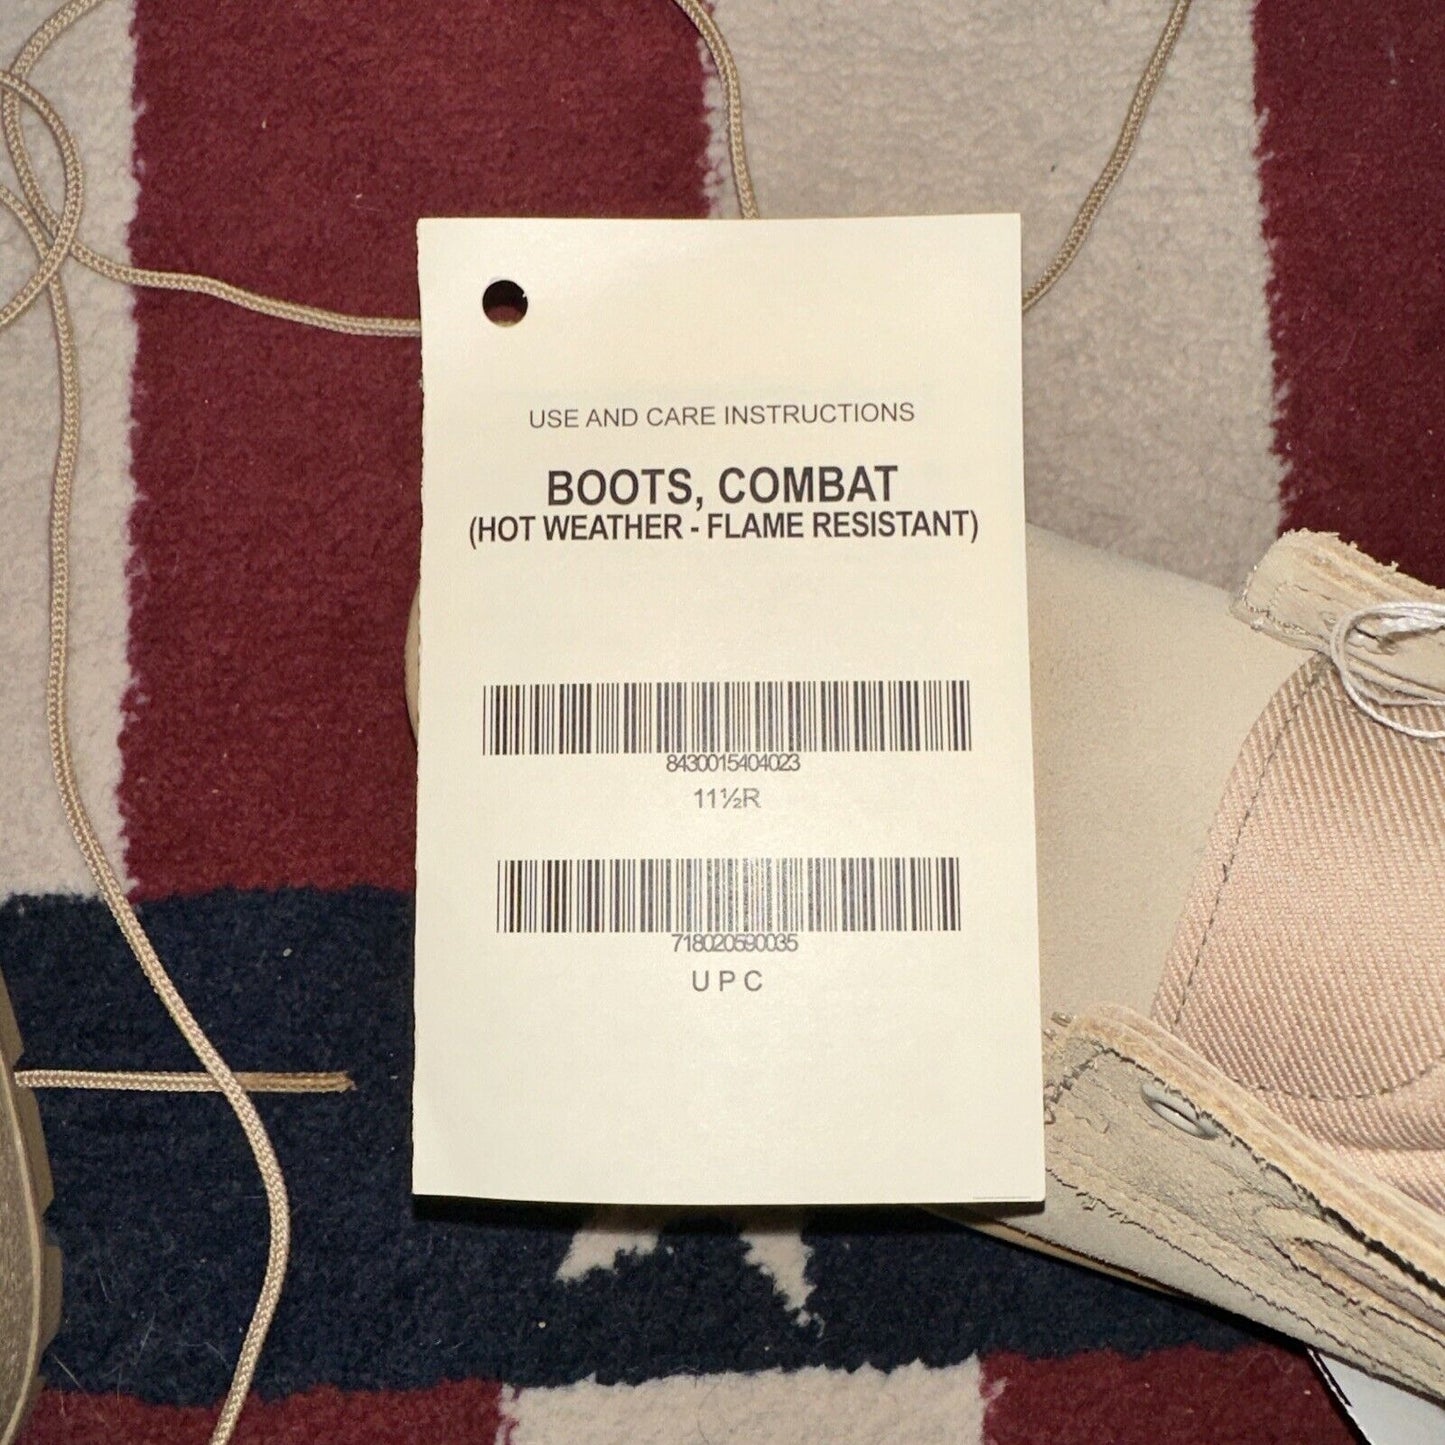 USE AND CARE INSTRUCTIONS
BOOTS, COMBAT
(HOT WEATHER - FLAME RESISTANT)
8430015404023
11½R
718020590035
UPC